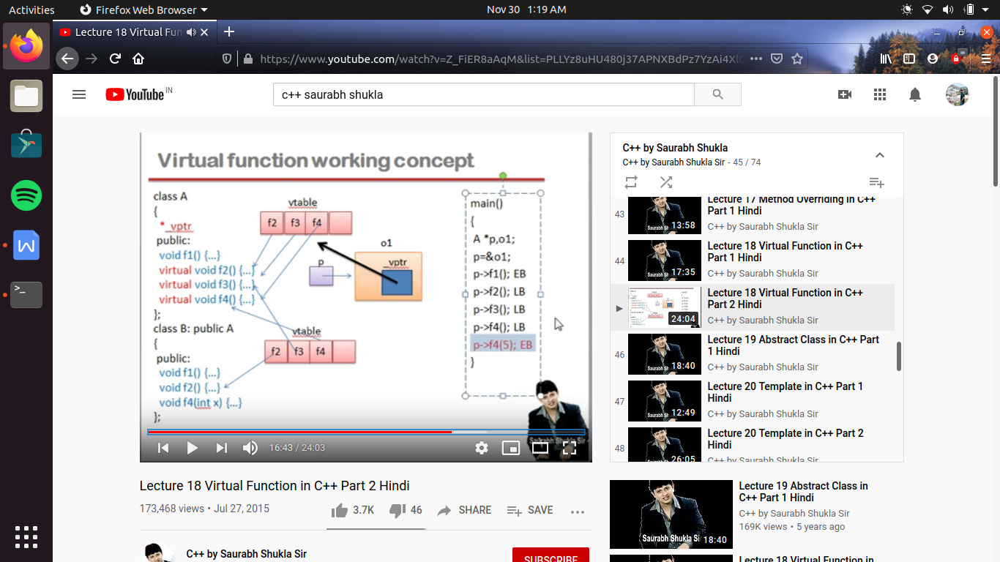 Activities
Firefox Web Browser
Nov 30 1:19 AM
Lecture 18 Virtual Fun
https://www.youtube.com/watch?v=Z_FiER8aAqM&list=PLLYz8uHU480j37APNXBdPz7YzAi4XlC
YouTube IN
c++ saurabh shukla
Virtual function working concept
class A
{
*_vptr
public:
void f1() {...}
virtual void f2() {...}
virtual void f3() {...}
virtual void f4() {...}
};
class B: public A
{
public:
void f1() {...}
void f2() {...}
void f4(int x) {...}
};
vtable
f2 f3 f4
o1
p
_vptr
vtable
f2 f3 f4
main()
{
A *p,o1;
p=&o1;
p->f1(); EB
p->f2(); LB
p->f3(); LB
p->f4(); LB
p->f4(5); EB
}
Saurabh Shukla Sir
16:43 / 24:03
Lecture 18 Virtual Function in C++ Part 2 Hindi
173,468 views • Jul 27, 2015
3.7K
46
SHARE
SAVE
C++ by Saurabh Shukla Sir
SUBSCRIBE
C++ by Saurabh Shukla
C++ by Saurabh Shukla Sir - 45 / 74
43
13:58
Lecture 17 Method Overriding in C++
Part 1 Hindi
C++ by Saurabh Shukla Sir
44
17:35
Lecture 18 Virtual Function in C++
Part 1 Hindi
C++ by Saurabh Shukla Sir
24:04
Lecture 18 Virtual Function in C++
Part 2 Hindi
C++ by Saurabh Shukla Sir
46
18:40
Lecture 19 Abstract Class in C++ Part
1 Hindi
C++ by Saurabh Shukla Sir
47
12:49
Lecture 20 Template in C++ Part 1
Hindi
C++ by Saurabh Shukla Sir
48
26:05
Lecture 20 Template in C++ Part 2
Hindi
C++ by Saurabh Shukla Sir
Saurabh Shukla Si
18:40
Lecture 19 Abstract Class in
C++ Part 1 Hindi
C++ by Saurabh Shukla Sir
169K views • 5 years ago
Lecture 18 Virtual Function in